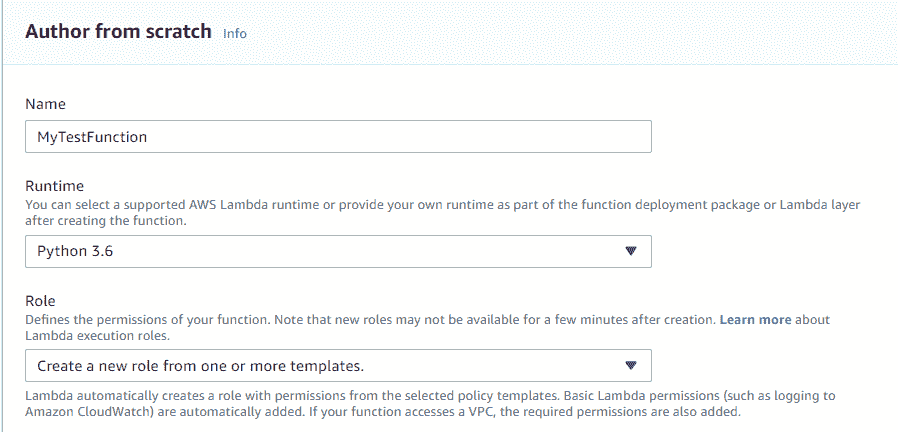 Author from scratch Info
Name
MyTestFunction
Runtime
You can select a supported AWS Lambda runtime or provide your own runtime as part of the function deployment package or Lambda layer
after creating the function.
Python 3.6
Role
Defines the permissions of your function. Note that new roles may not be available for a few minutes after creation. Learn more about
Lambda execution roles.
Create a new role from one or more templates.
Lambda automatically creates a role with permissions from the selected policy templates. Basic Lambda permissions (such as logging to
Amazon CloudWatch) are automatically added. If your function accesses a VPC, the required permissions are also added.